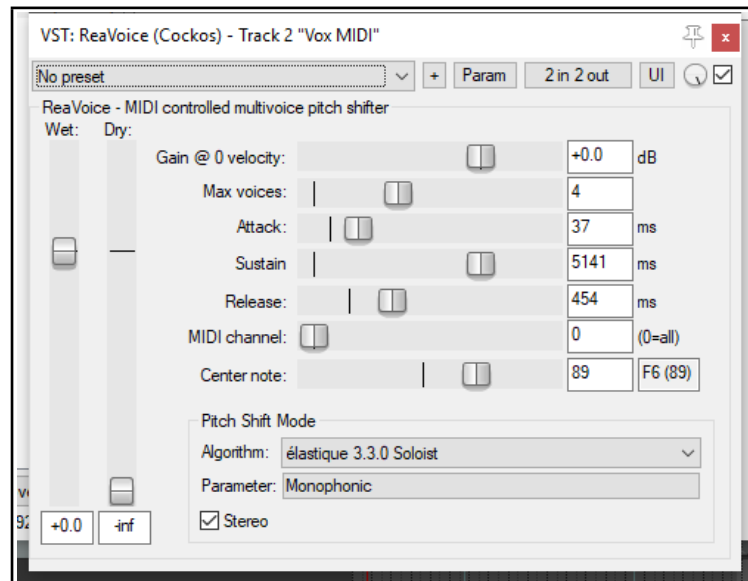 VST: ReaVoice (Cockos) - Track 2 "Vox MIDI"
x
No preset
+ Param 2 in 2 out UI
ReaVoice - MIDI controlled multivoice pitch shifter
Wet: Dry:
Gain @ 0 velocity: +0.0 dB
Max voices: 4
Attack: 37 ms
Sustain 5141 ms
Release: 454 ms
MIDI channel: 0 (0=all)
Center note: 89 F6 (89)
Pitch Shift Mode
Algorithm: élastique 3.3.0 Soloist
Parameter: Monophonic
Stereo
+0.0 -inf